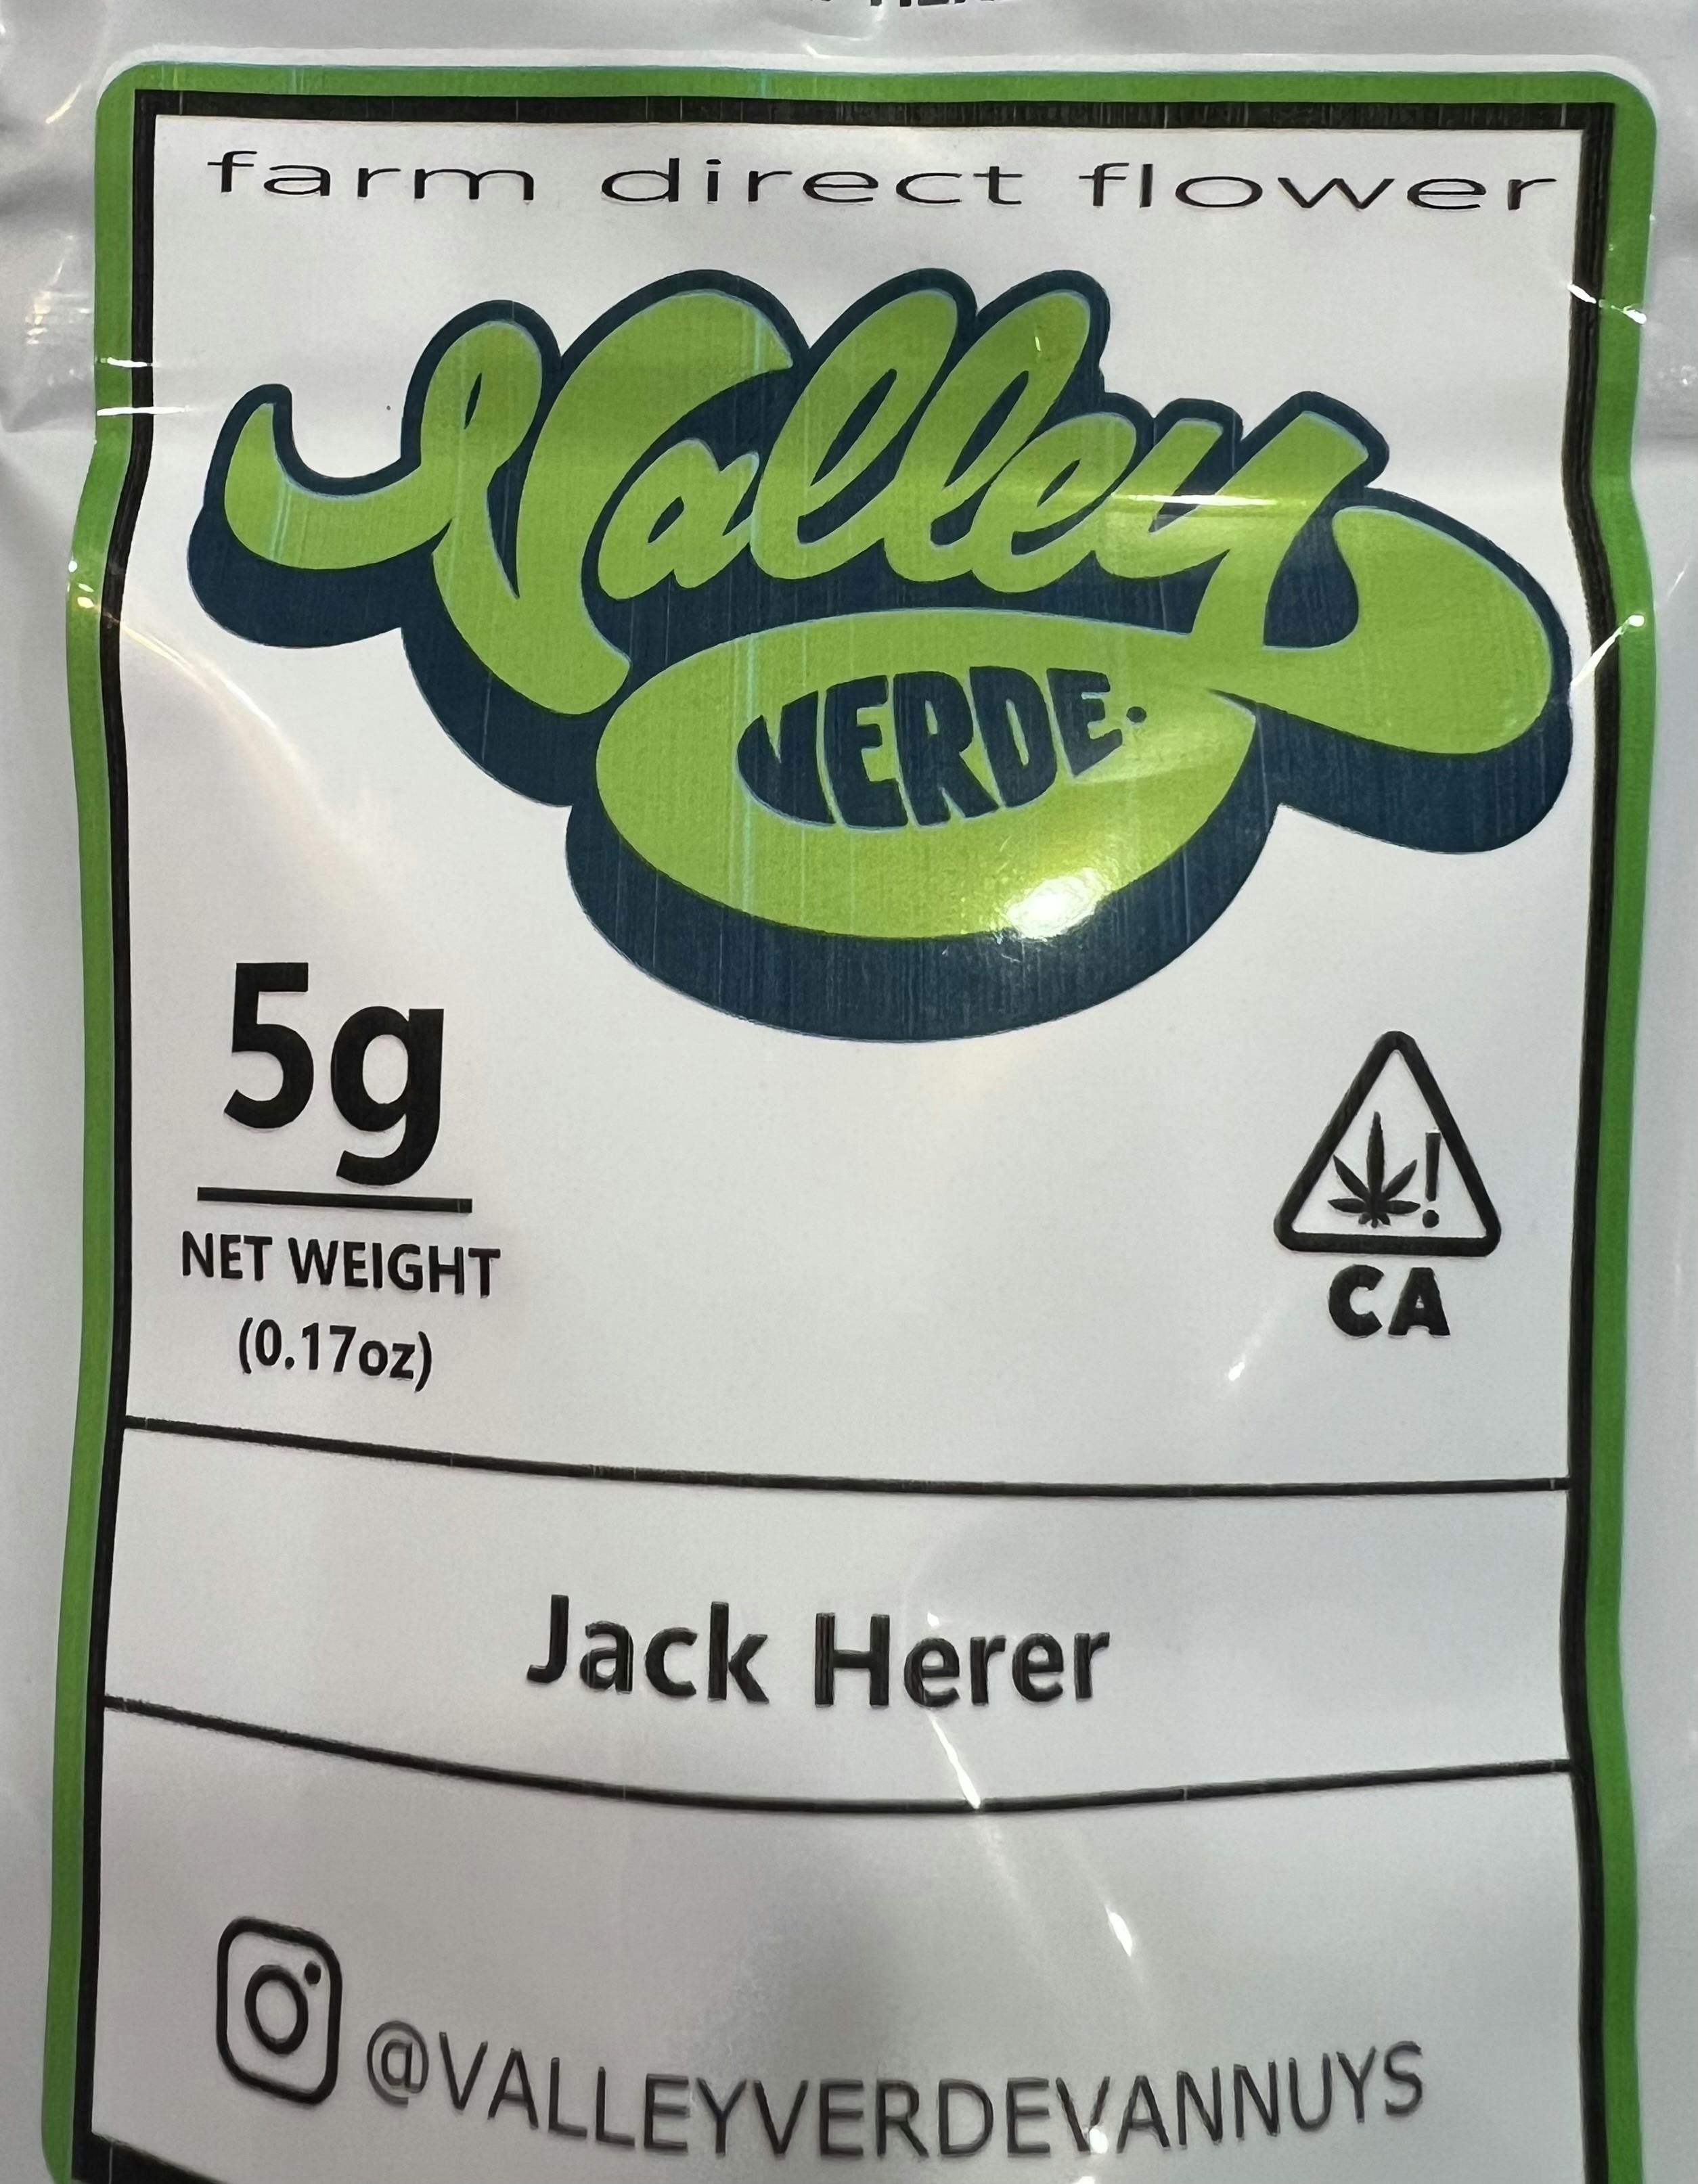 farm direct flower
Valley
VERDE.
5g
NET WEIGHT
(0.17oz)
!
CA
Jack Herer
@VALLEYVERDEVANNUYS